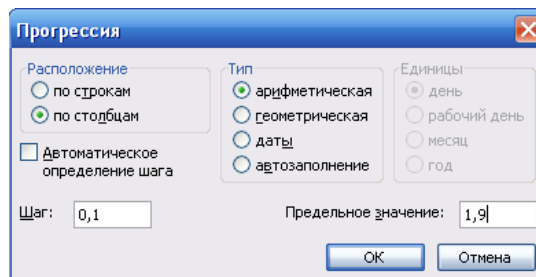 Прогрессия
Расположение
по строкам
по столбцам
Автоматическое
определение шага
Тип
арифметическая
геометрическая
даты
автозаполнение
Единицы
день
рабочий день
месяц
год
Шаг: 0,1
Предельное значение: 1,9
ОК Отмена